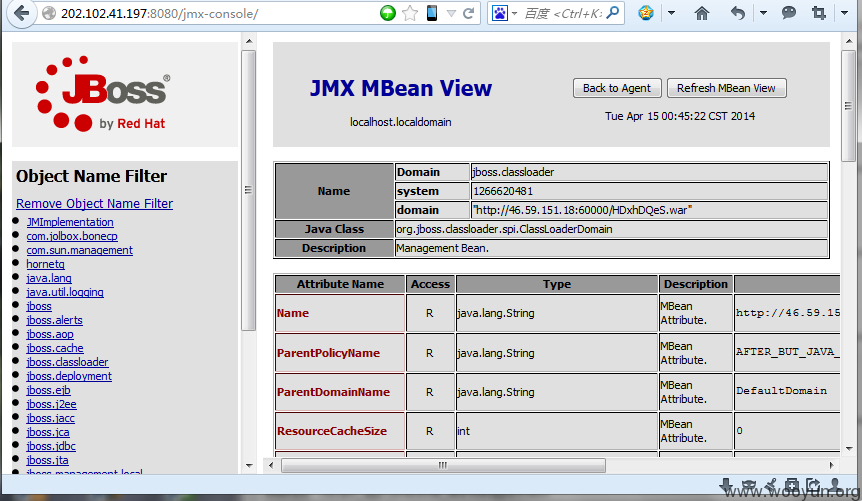 202.102.41.197:8080/jmx-console/
百度 <Ctrl+K>
JBoss®
by Red Hat
Object Name Filter
Remove Object Name Filter
JMImplementation
com.jolbox.bonecp
com.sun.management
hornetq
java.lang
java.util.logging
jboss
jboss.alerts
jboss.aop
jboss.cache
jboss.classloader
jboss.deployment
jboss.ejb
jboss.j2ee
jboss.jacc
jboss.jca
jboss.jdbc
jboss.jta
jboss.management.local
JMX MBean View
localhost.localdomain
Back to Agent
Refresh MBean View
Tue Apr 15 00:45:22 CST 2014
Name
Domain jboss.classloader
system 1266620481
domain "http://46.59.151.18:60000/HDxhDQeS.war"
Java Class org.jboss.classloader.spi.ClassLoaderDomain
Description Management Bean.
Attribute Name Access Type Description
Name R java.lang.String MBean Attribute. http://46.59.15
ParentPolicyName R java.lang.String MBean Attribute. AFTER_BUT_JAVA_
ParentDomainName R java.lang.String MBean Attribute. DefaultDomain
ResourceCacheSize R int MBean Attribute. 0
MBean
www.wooyun.org